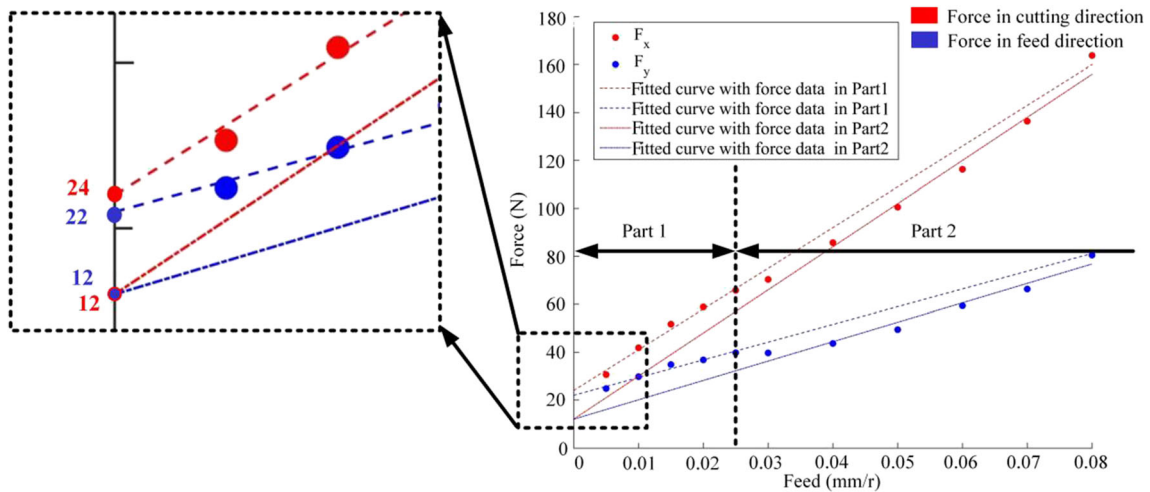 24
22
12
12
Force (N)
180
160
140
120
100
80
60
40
20
0
Force in cutting direction
Force in feed direction
Fx
Fy
Fitted curve with force data in Part1
Fitted curve with force data in Part1
Fitted curve with force data in Part2
Fitted curve with force data in Part2
Part 1
Part 2
0 0.01 0.02 0.03 0.04 0.05 0.06 0.07 0.08
Feed (mm/r)